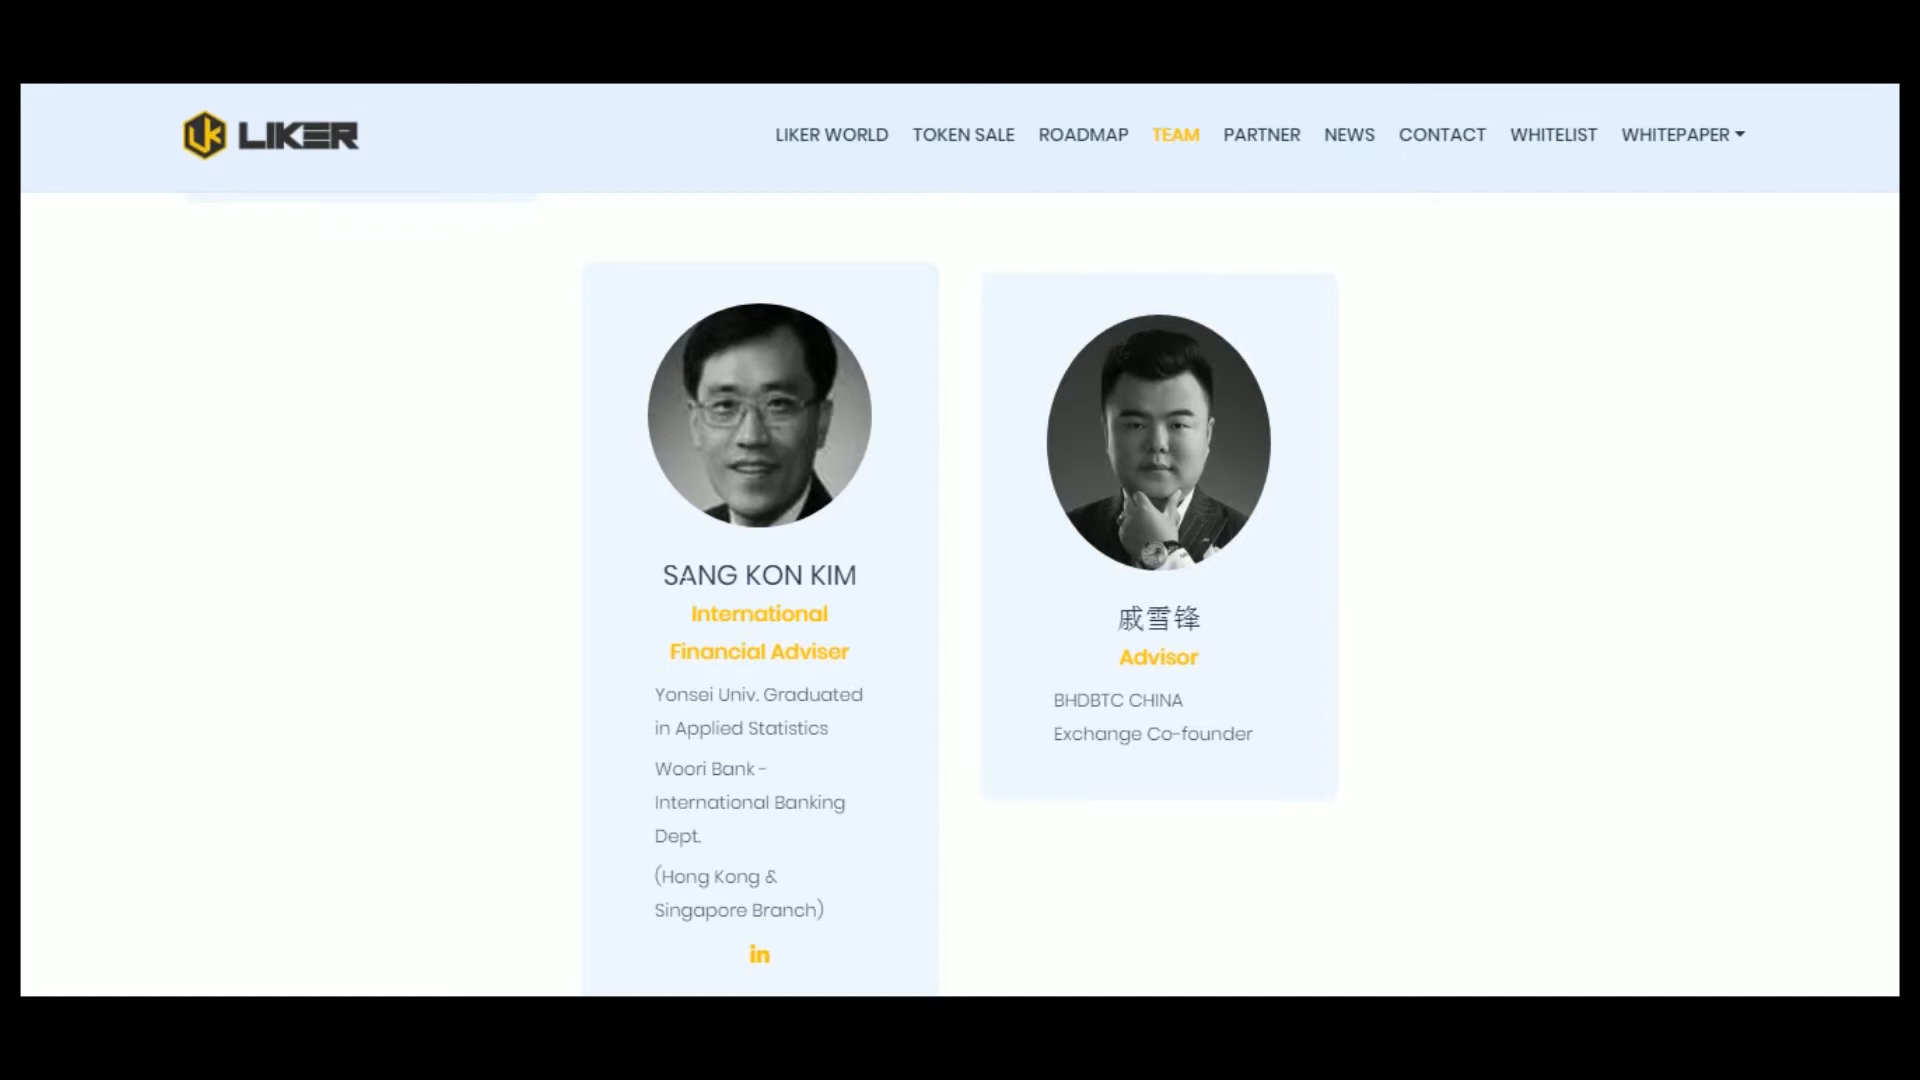 LIKER
LIKER WORLD TOKEN SALE ROADMAP TEAM PARTNER NEWS CONTACT WHITELIST WHITEPAPER
SANG KON KIM
International
Financial Adviser
Yonsei Univ. Graduated
in Applied Statistics
Woori Bank -
International Banking
Dept.
(Hong Kong &
Singapore Branch)
in
戚雪锋
Advisor
BHDBTC CHINA
Exchange Co-founder